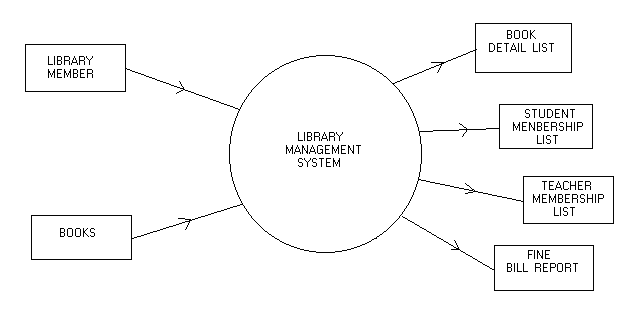 LIBRARY
MEMBER
BOOKS
LIBRARY
MANAGEMENT
SYSTEM
BOOK
DETAIL LIST
STUDENT
MENBERSHIP
LIST
TEACHER
MEMBERSHIP
LIST
FINE
BILL REPORT